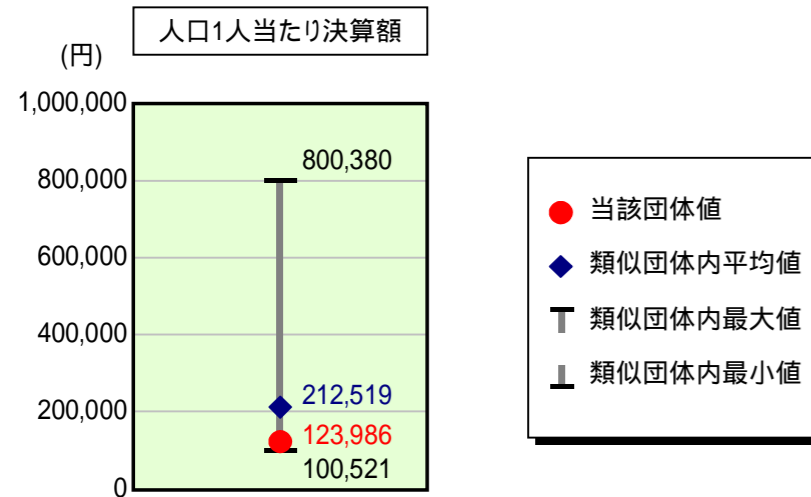 人口1人当たり決算額
(円)
1,000,000
800,000
600,000
400,000
200,000
0
800,380
212,519
123,986
100,521
当該団体値
類似団体内平均値
類似団体内最大値
類似団体内最小値